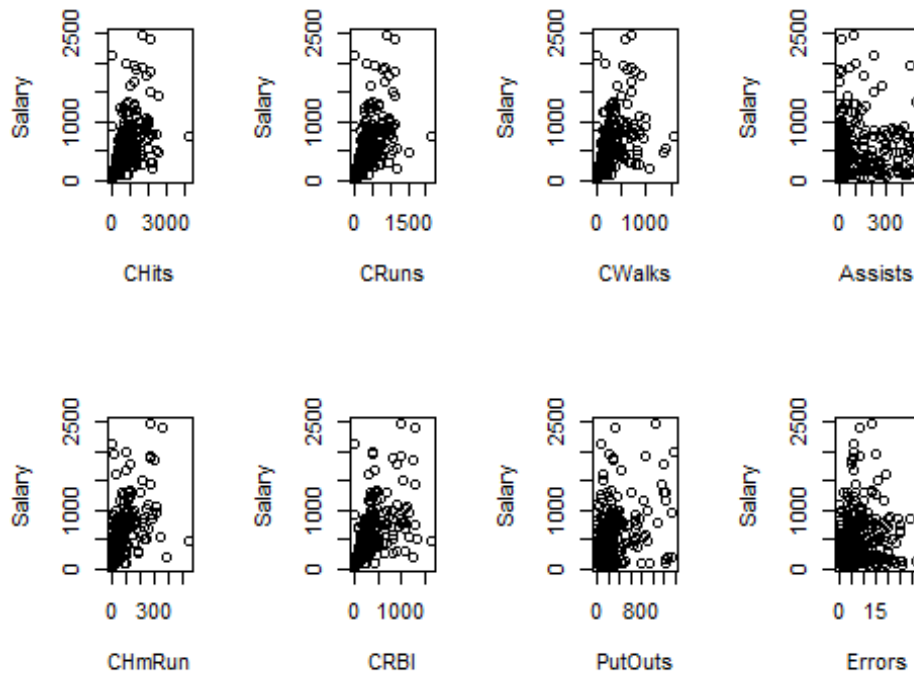 Salary 0 1000 2500 0 3000 CHits
Salary 0 1000 2500 0 1500 CRuns
Salary 0 1000 2500 0 1000 CWalks
Salary 0 1000 2500 0 300 Assists
Salary 0 1000 2500 0 300 CHmRun
Salary 0 1000 2500 0 1000 CRBI
Salary 0 1000 2500 0 800 PutOuts
Salary 0 1000 2500 0 15 Errors